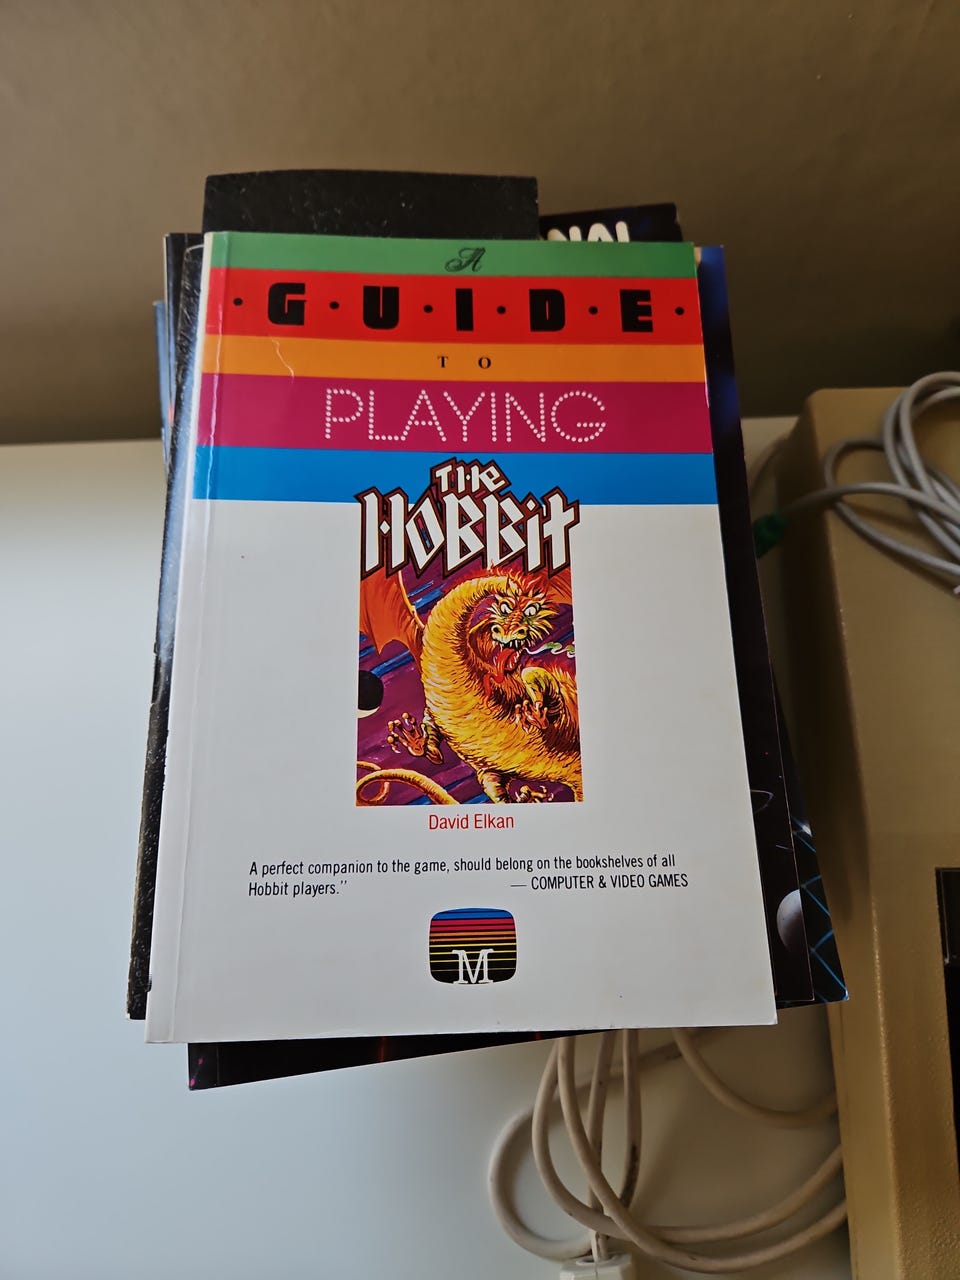 A
·GUIDE·
TO
PLAYING
THE
HOBBIT
David Elkan
A perfect companion to the game, should belong on the bookshelves of all
Hobbit players.”
— COMPUTER & VIDEO GAMES
M